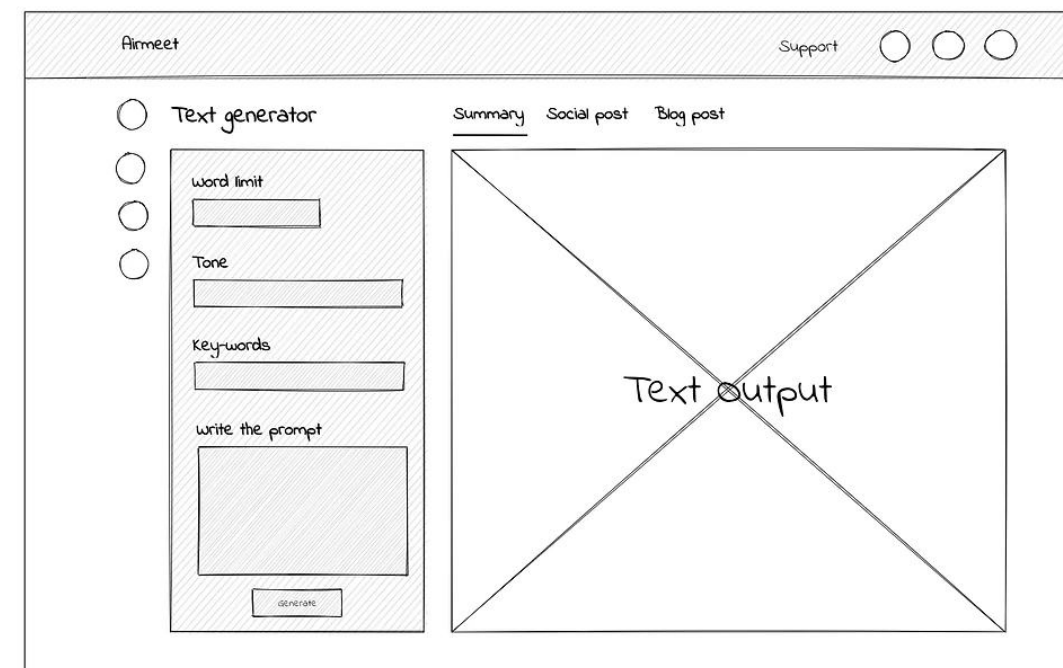 Airmeet
Support
Text generator
Summary
Social post
Blog post
Word limit
Tone
Key-words
Write the prompt
Generate
Text output